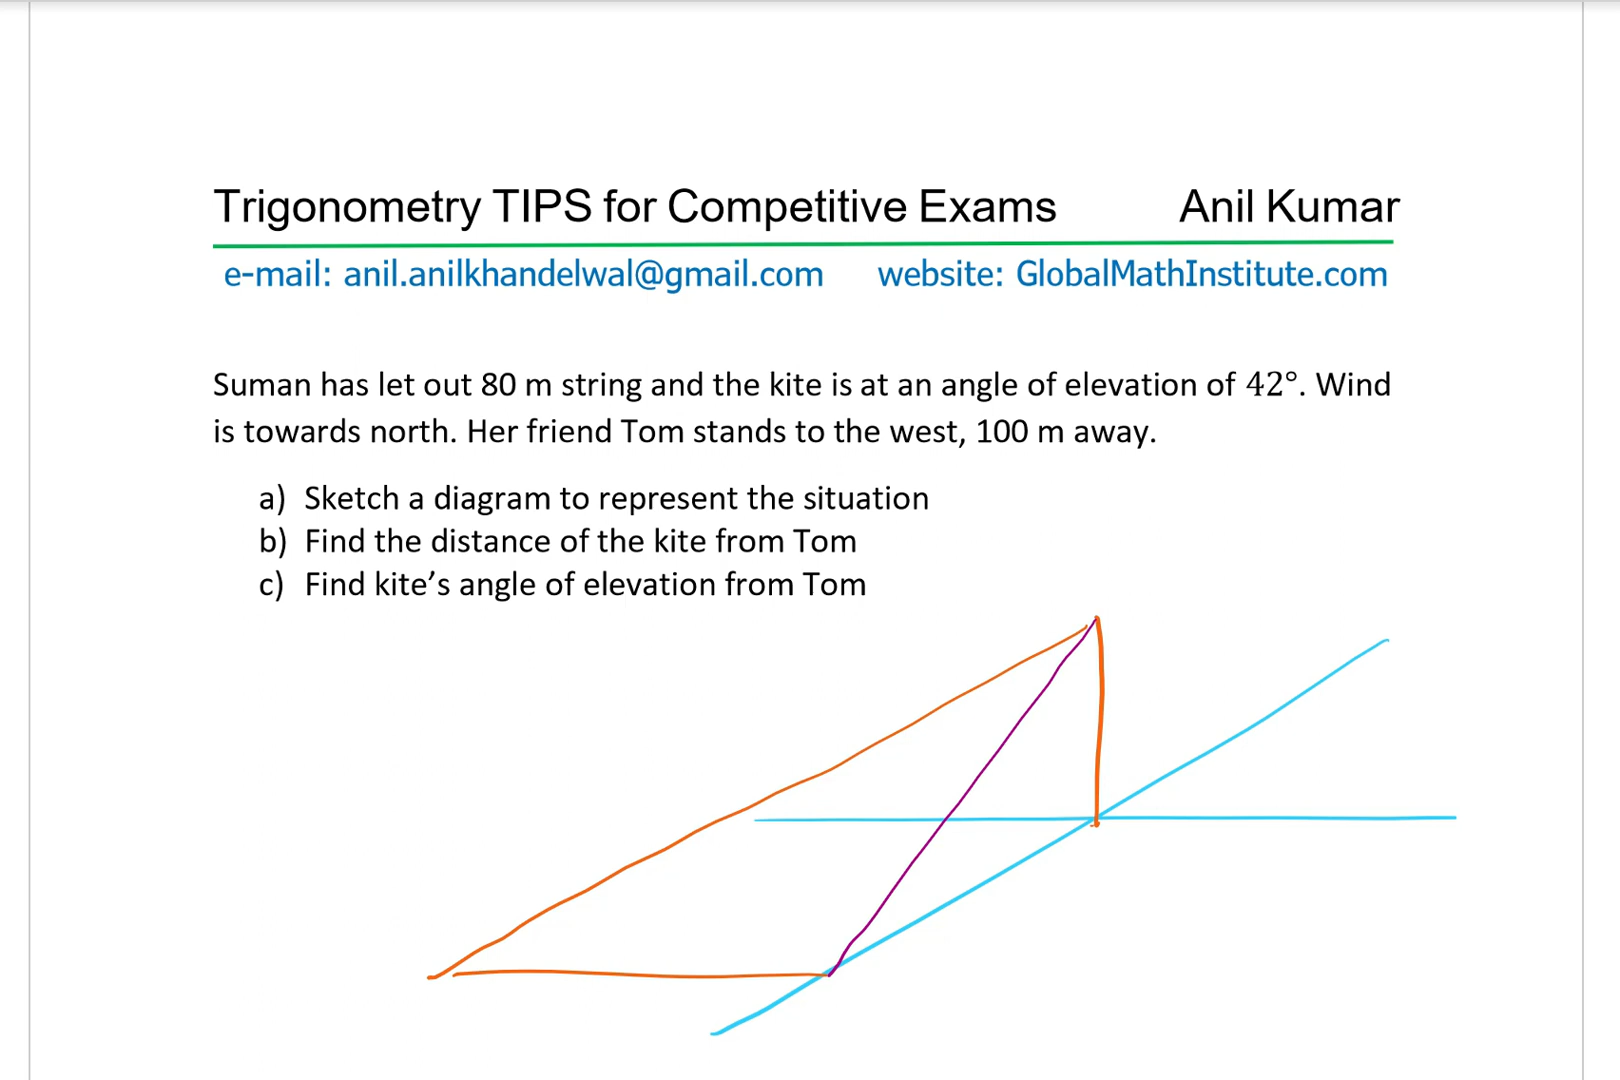 Trigonometry TIPS for Competitive Exams Anil Kumar
e-mail: anil.anilkhandelwal@gmail.com website: GlobalMathInstitute.com
Suman has let out 80 m string and the kite is at an angle of elevation of 42°. Wind
is towards north. Her friend Tom stands to the west, 100 m away.
a) Sketch a diagram to represent the situation
b) Find the distance of the kite from Tom
c) Find kite’s angle of elevation from Tom